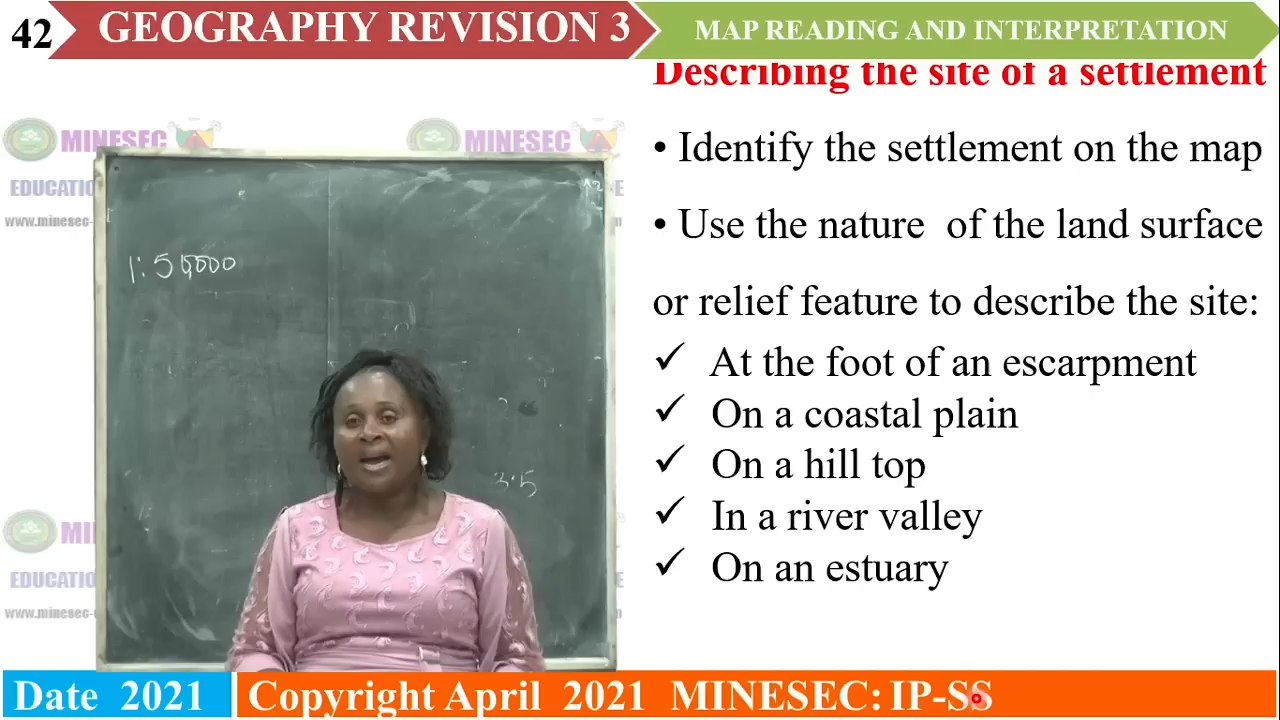 42
GEOGRAPHY REVISION 3
MAP READING AND INTERPRETATION
Describing the site of a settlement
• Identify the settlement on the map
• Use the nature of the land surface
or relief feature to describe the site:
✓ At the foot of an escarpment
✓ On a coastal plain
✓ On a hill top
✓ In a river valley
✓ On an estuary
MINESEC
MINESEC
3.5
Date 2021
Copyright April 2021 MINESEC: IP-SS